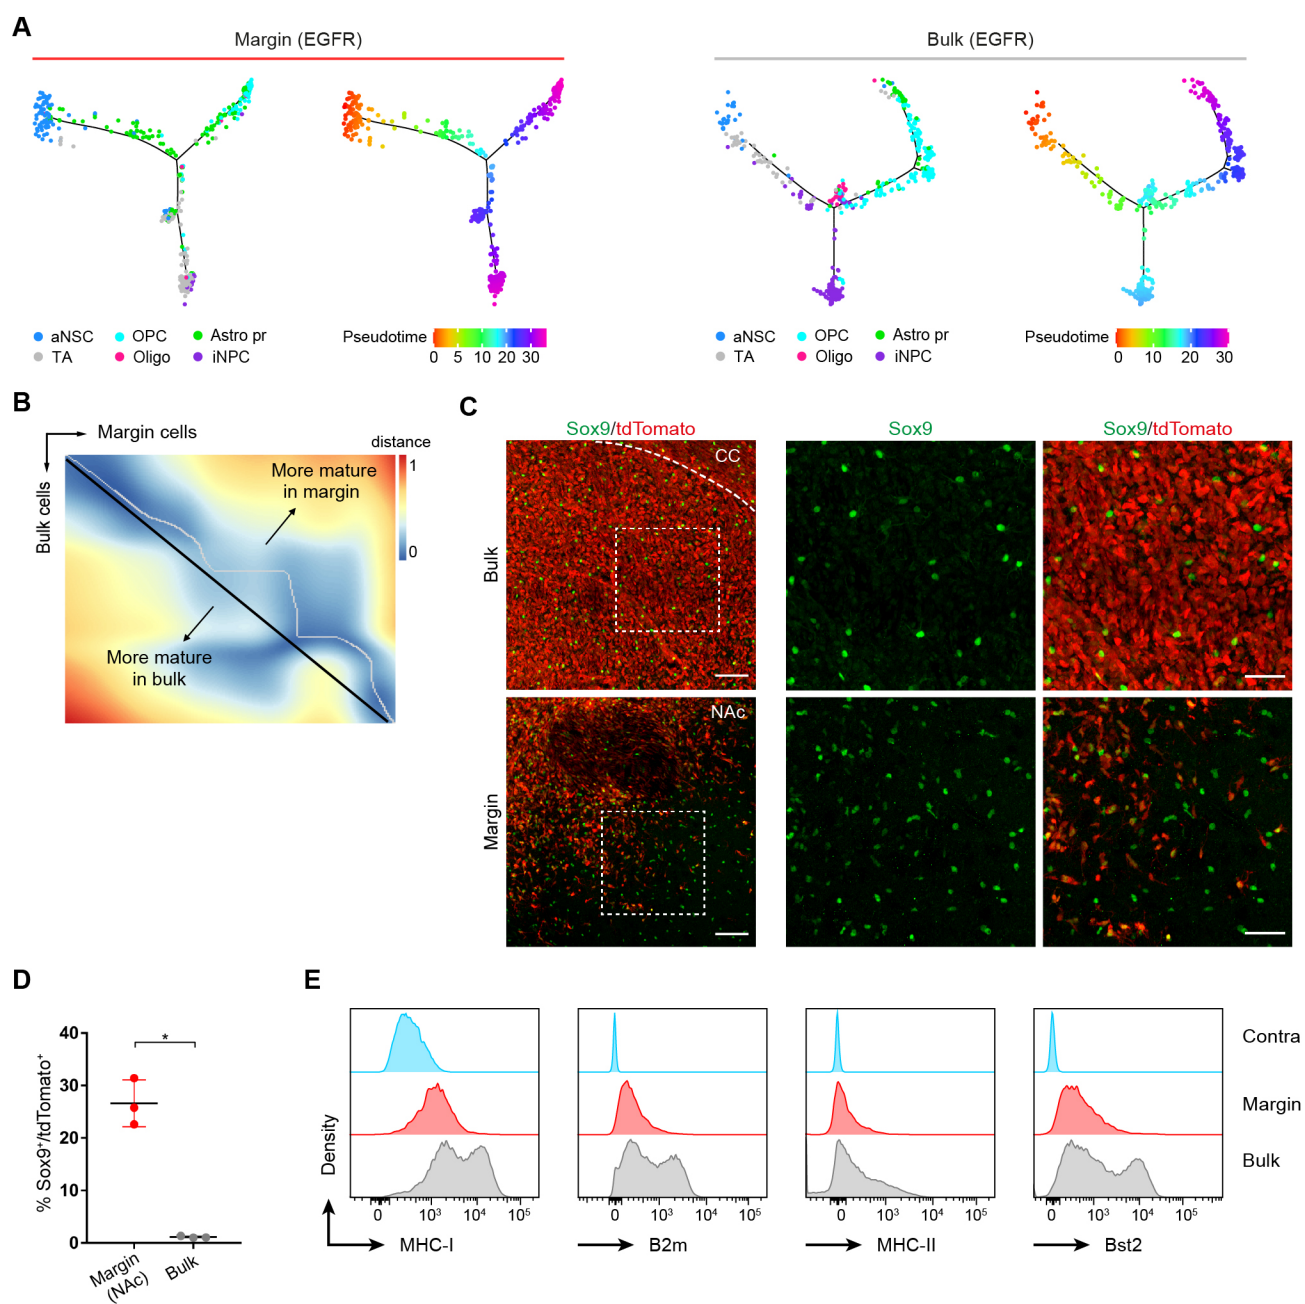 A
Margin (EGFR)
Bulk (EGFR)
aNSC OPC Astro pr
TA Oligo iNPC
Pseudotime
0 5 10 20 30
aNSC OPC Astro pr
TA Oligo iNPC
Pseudotime
0 10 20 30
B
Margin cells
Bulk cells
distance
1
0
More mature
in margin
More mature
in bulk
C
Sox9/tdTomato
Sox9
Sox9/tdTomato
Bulk
CC
Margin
NAc
D
% Sox9+/tdTomato+
40
30
20
10
0
*
Margin
(NAc)
Bulk
E
Contra
Margin
Bulk
Density
0 10³ 10⁴ 10⁵
0 10³ 10⁴ 10⁵
0 10³ 10⁴ 10⁵
0 10³ 10⁴ 10⁵
MHC-I
B2m
MHC-II
Bst2